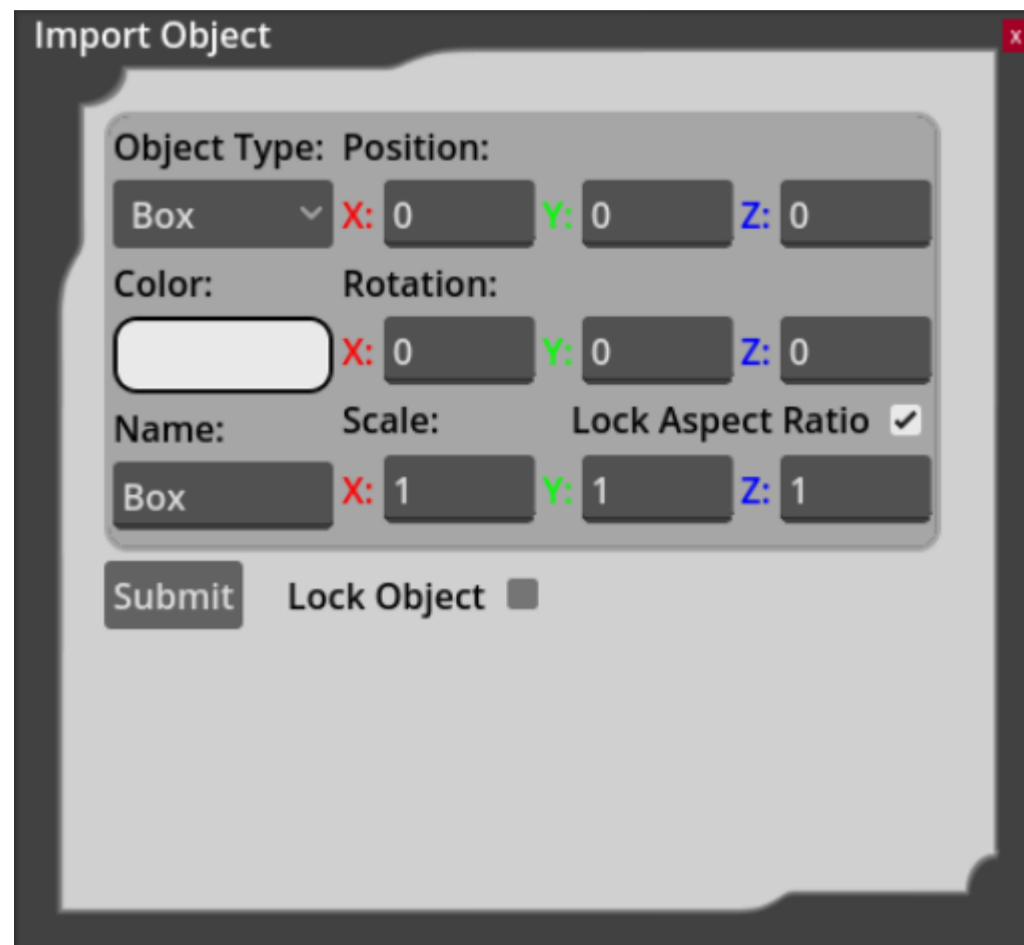 Import Object
x
Object Type: Position:
Box X: 0 Y: 0 Z: 0
Color: Rotation:
X: 0 Y: 0 Z: 0
Name: Scale: Lock Aspect Ratio
Box X: 1 Y: 1 Z: 1
Submit Lock Object